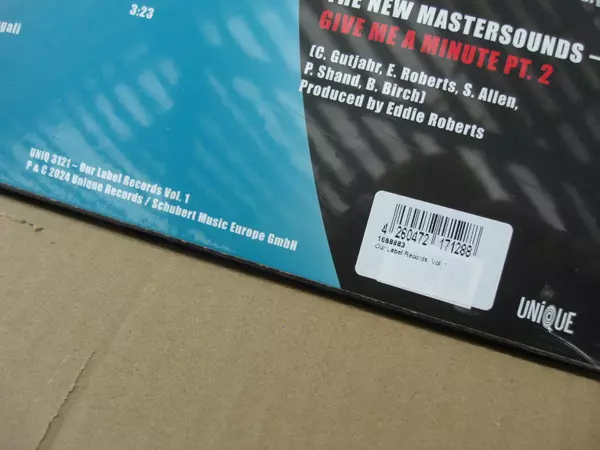 3:23
THE NEW MASTERSOUNDS –
GIVE ME A MINUTE PT. 2
(C. Gutjahr, E. Roberts, S. Allen,
P. Shand, B. Birch)
Produced by Eddie Roberts
UNIQ 3121 – Our Label Records Vol. 1
P & C 2024 Unique Records / Schubert Music Europe GmbH
4 260472 171288
1089883
Our Label Records, Vol. 1
UNIQUE